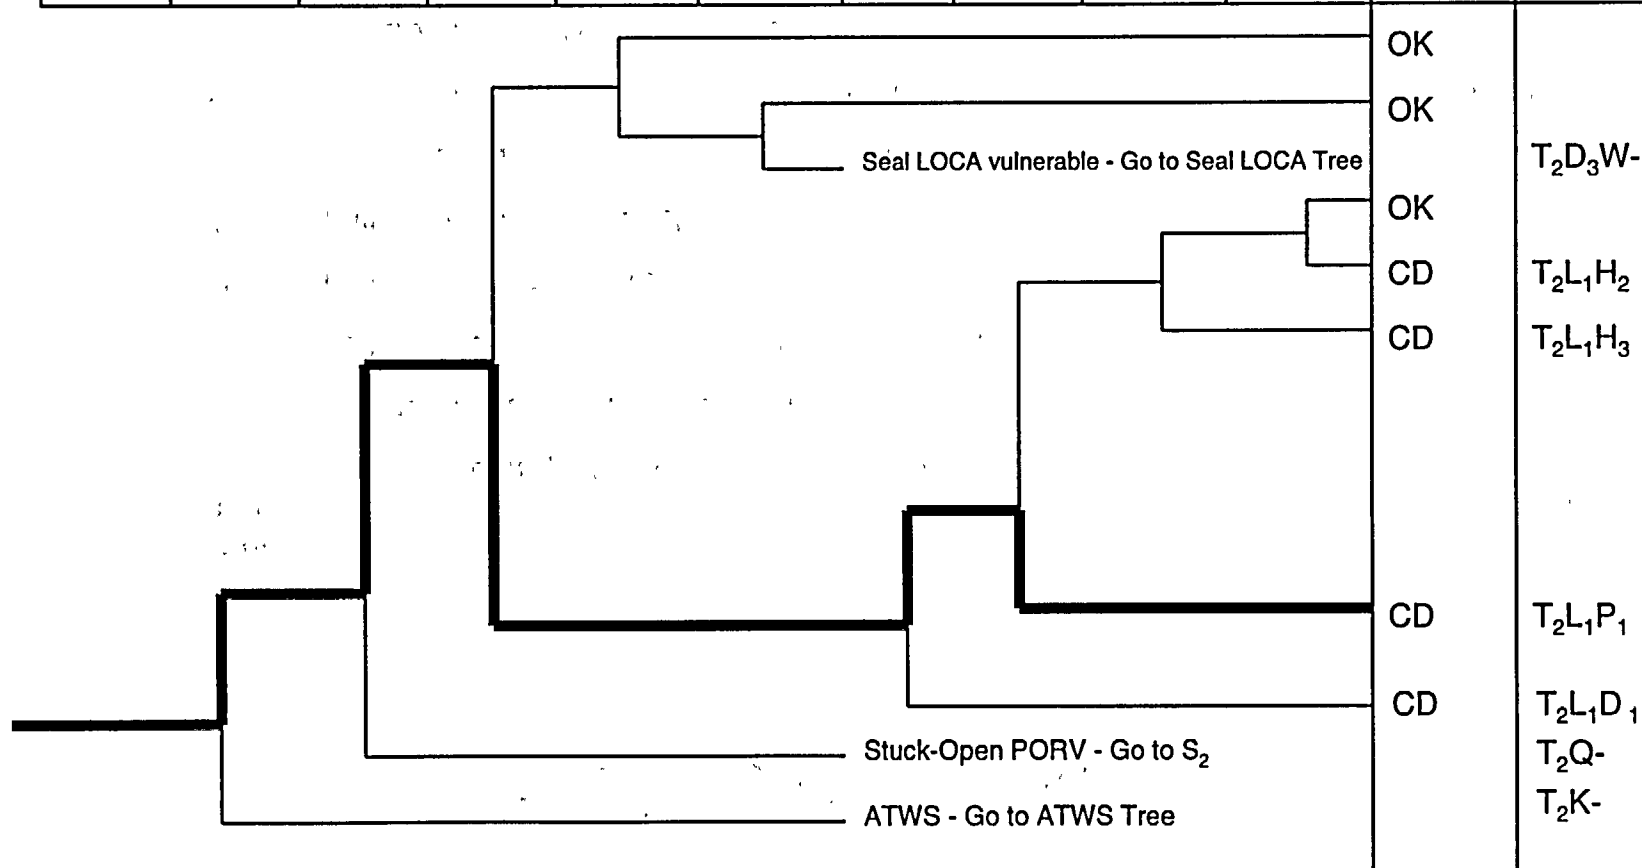 OK
OK
Seal LOCA vulnerable - Go to Seal LOCA Tree T₂D₃W-
OK
CD T₂L₁H₂
CD T₂L₁H₃
CD T₂L₁P₁
CD T₂L₁D₁
Stuck-Open PORV - Go to S₂ T₂Q-
ATWS - Go to ATWS Tree T₂K-